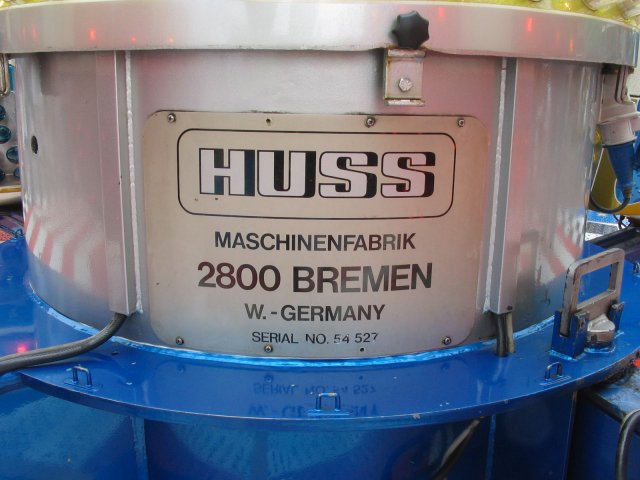 HUSS
MASCHINENFABRIK
2800 BREMEN
W.-GERMANY
SERIAL NO. 54 527